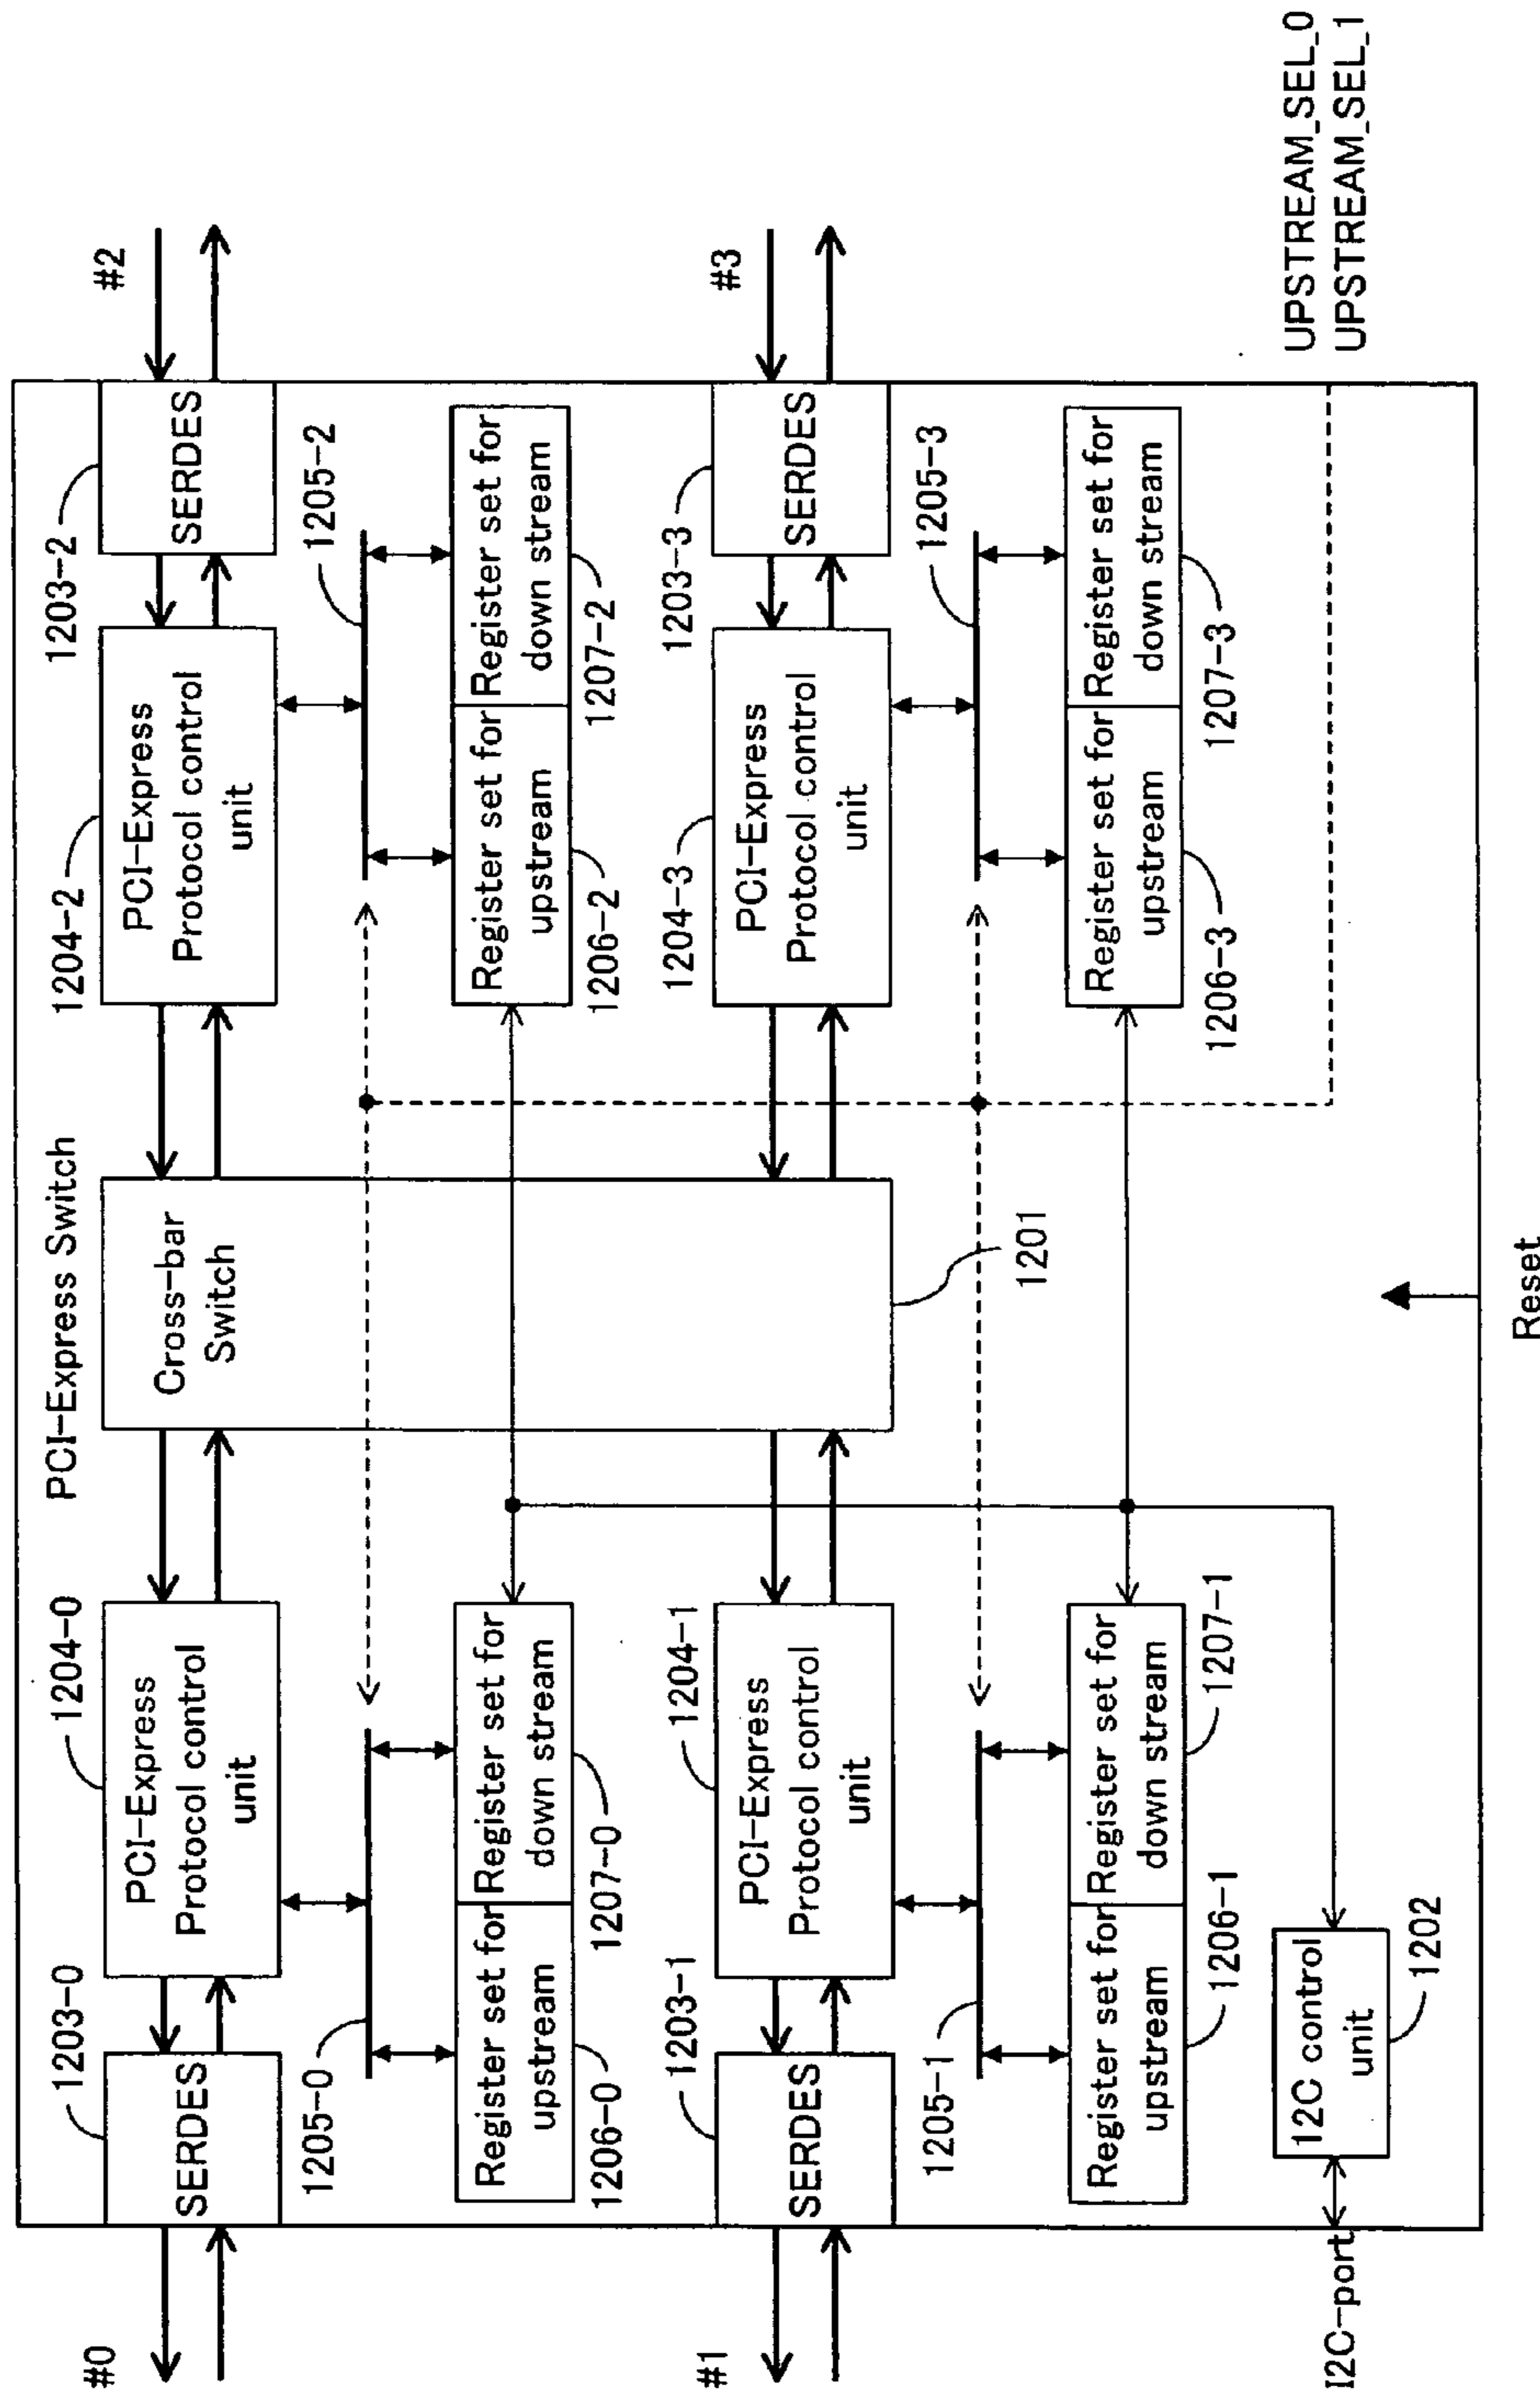 PCI-Express Switch
#0
1203-0
SERDES
1204-0
PCI-Express
Protocol control
unit
Cross-bar
Switch
1204-2
PCI-Express
Protocol control
unit
1203-2
SERDES
#2
1205-0
1205-2
Register set for
upstream
Register set for
down stream
1206-0
1207-0
Register set for
upstream
Register set for
down stream
1206-2
1207-2
#1
1203-1
SERDES
1204-1
PCI-Express
Protocol control
unit
1204-3
PCI-Express
Protocol control
unit
1203-3
SERDES
#3
1205-1
1201
1205-3
Register set for
upstream
Register set for
down stream
1206-1
1207-1
Register set for
upstream
Register set for
down stream
1206-3
1207-3
I2C-port
I2C control
unit
1202
UPSTREAM_SEL_0
UPSTREAM_SEL_1
Reset